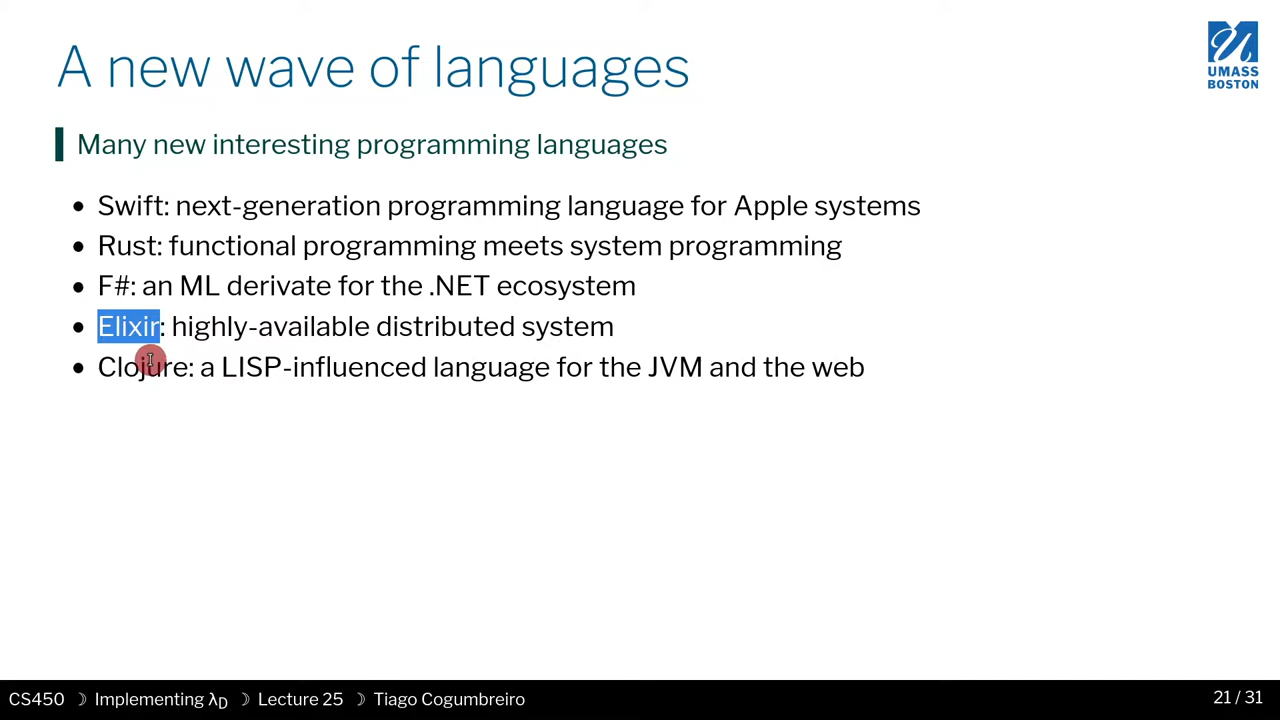 A new wave of languages
UMASS
BOSTON
Many new interesting programming languages
• Swift: next-generation programming language for Apple systems
• Rust: functional programming meets system programming
• F#: an ML derivate for the .NET ecosystem
• Elixir: highly-available distributed system
• Clojure: a LISP-influenced language for the JVM and the web
CS450 ☽ Implementing λD ☽ Lecture 25 ☽ Tiago Cogumbreiro 21 / 31